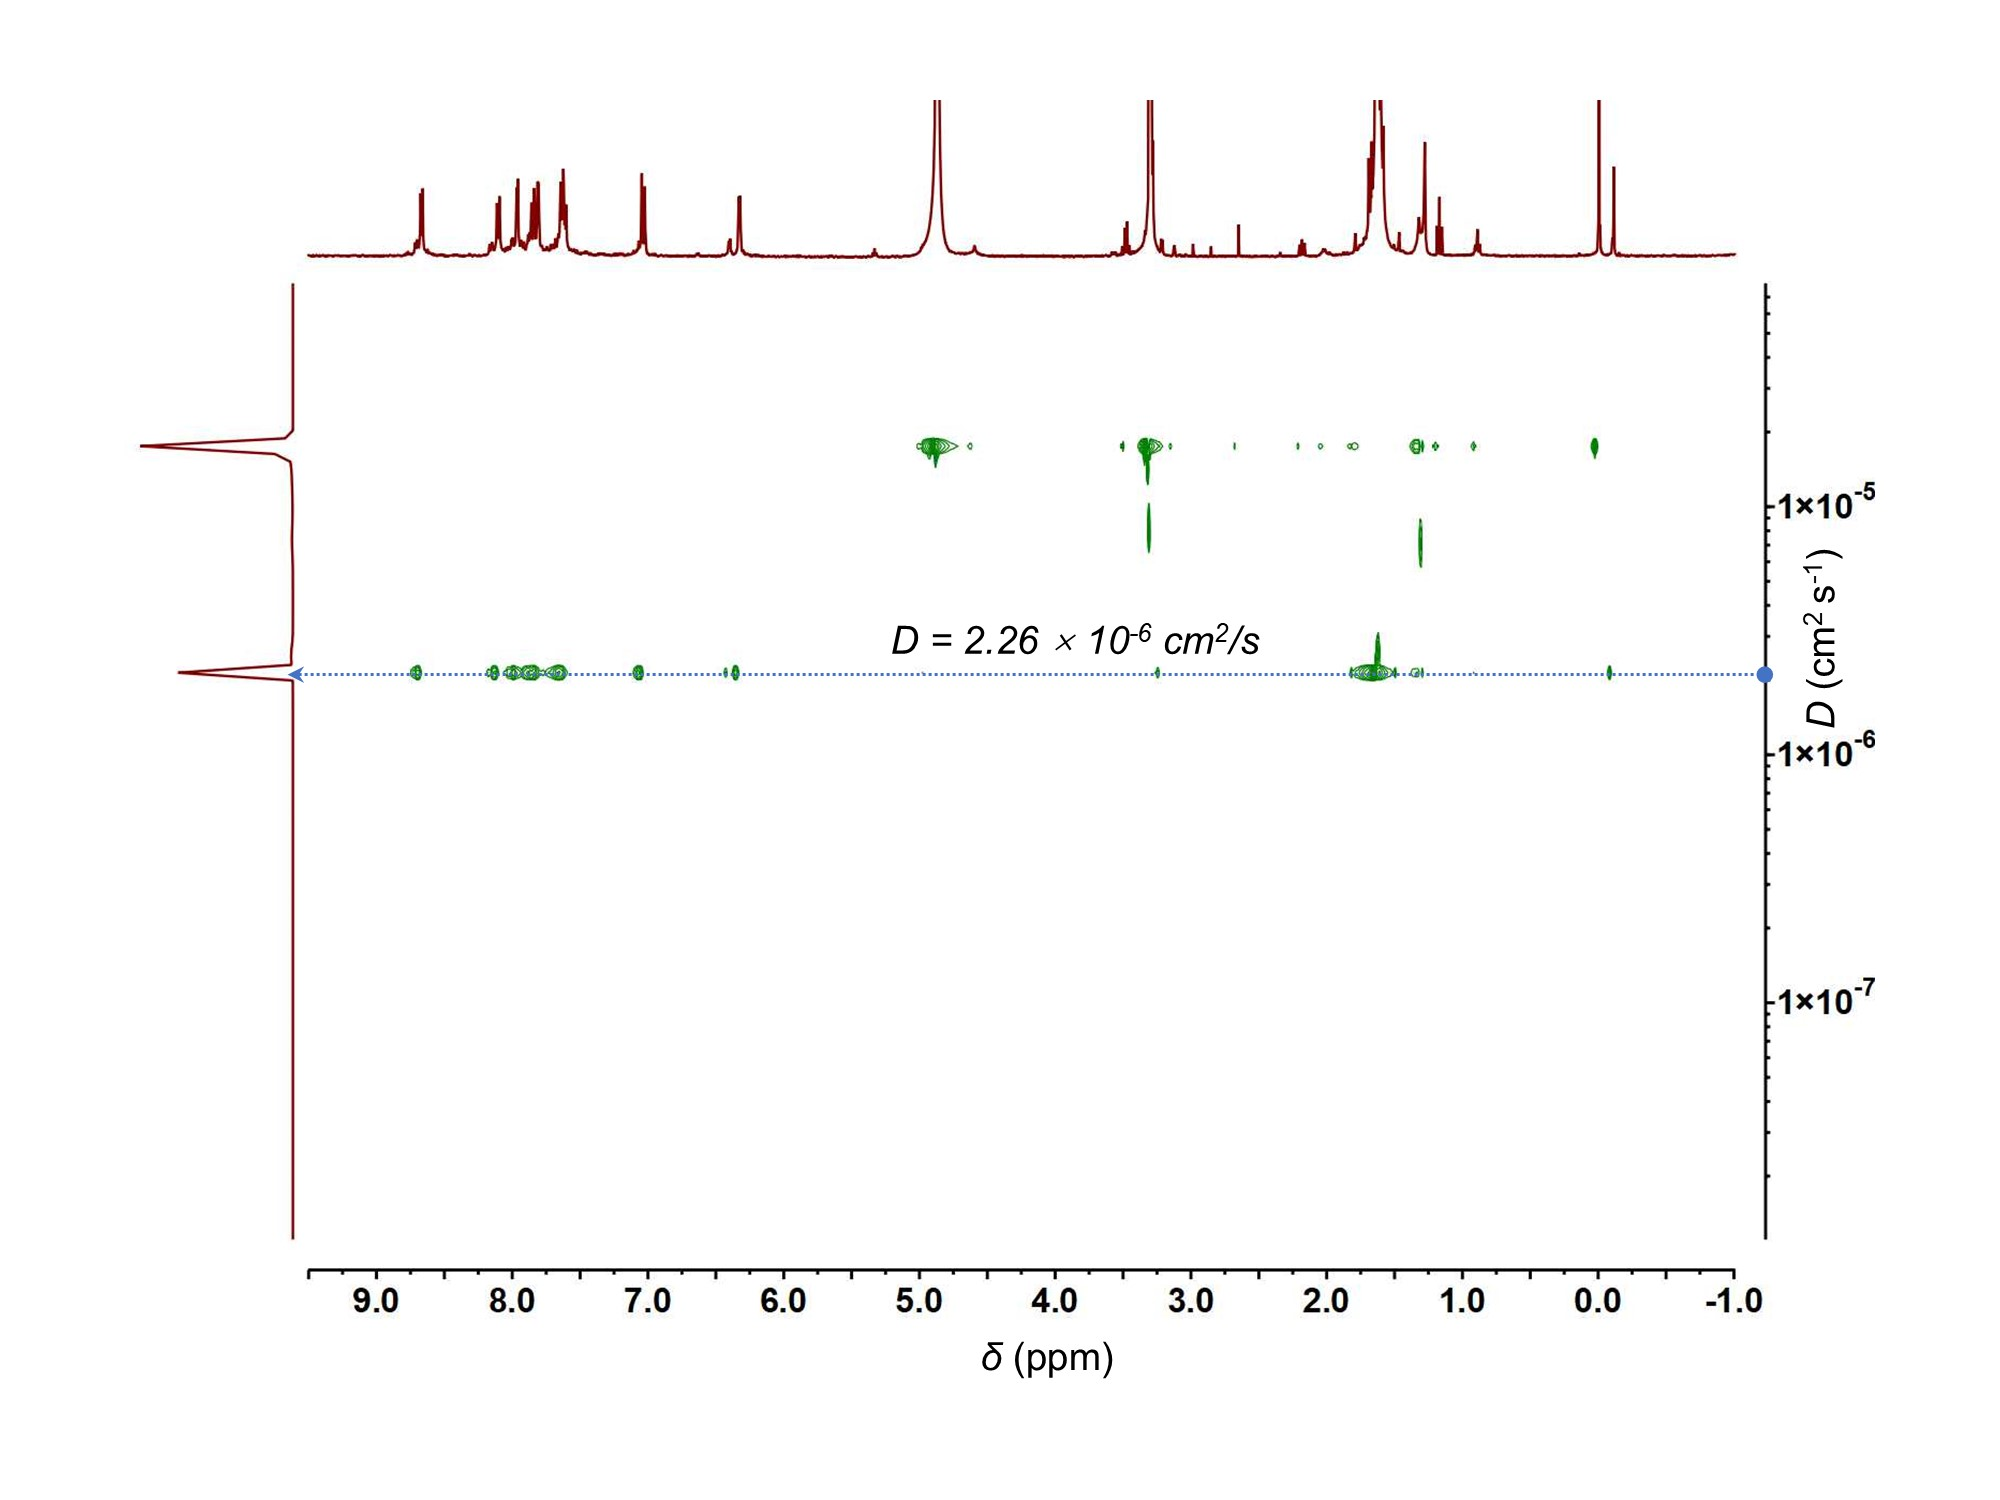 D = 2.26 × 10⁻⁶ cm²/s
1×10⁻⁵
1×10⁻⁶
1×10⁻⁷
D (cm² s⁻¹)
9.0 8.0 7.0 6.0 5.0 4.0 3.0 2.0 1.0 0.0 -1.0
δ (ppm)